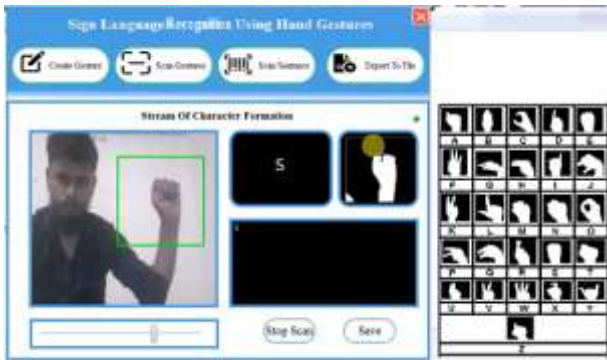 Sign Language Recognition Using Hand Gestures
Create Gesture Scan Gestures Scan Sentence Export To File
Stream Of Character Formation
S
Stop Scan Save
A B C D E
F G H I J
K L M N O
P Q R S T
U V W X Y
Z